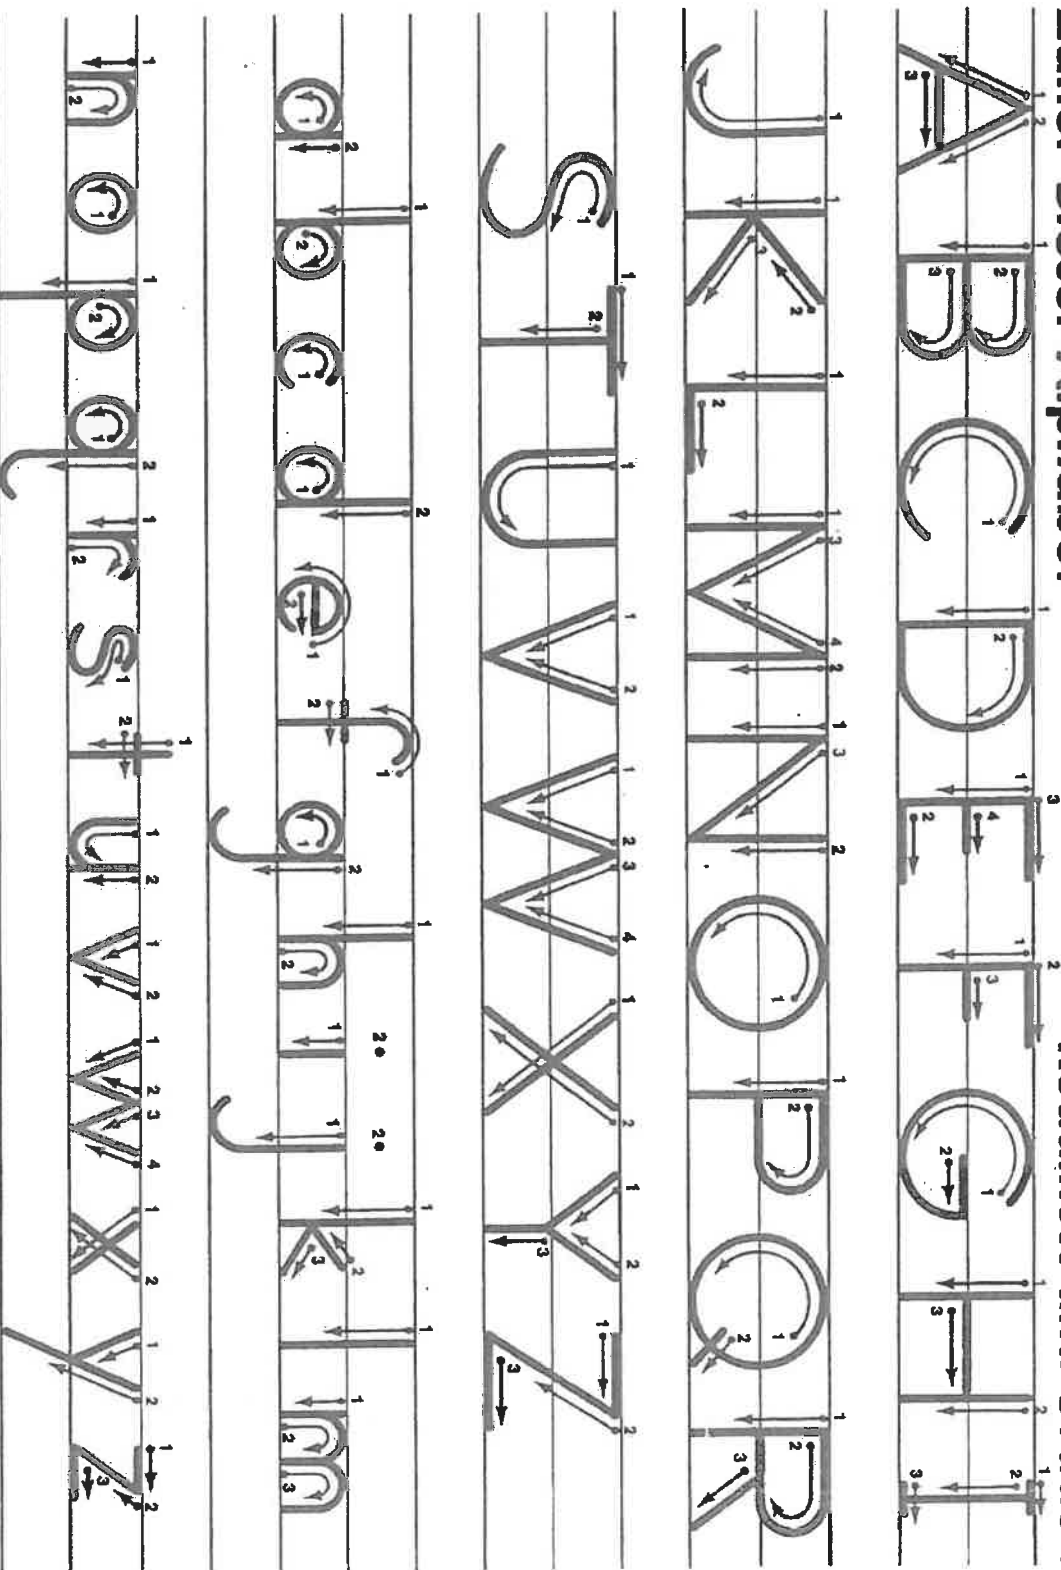 A B C D E F G H I
J K L M N O P Q R
S T U V W X Y Z
a b c d e f g h i j k l m
n o p q r s t u v w x y z